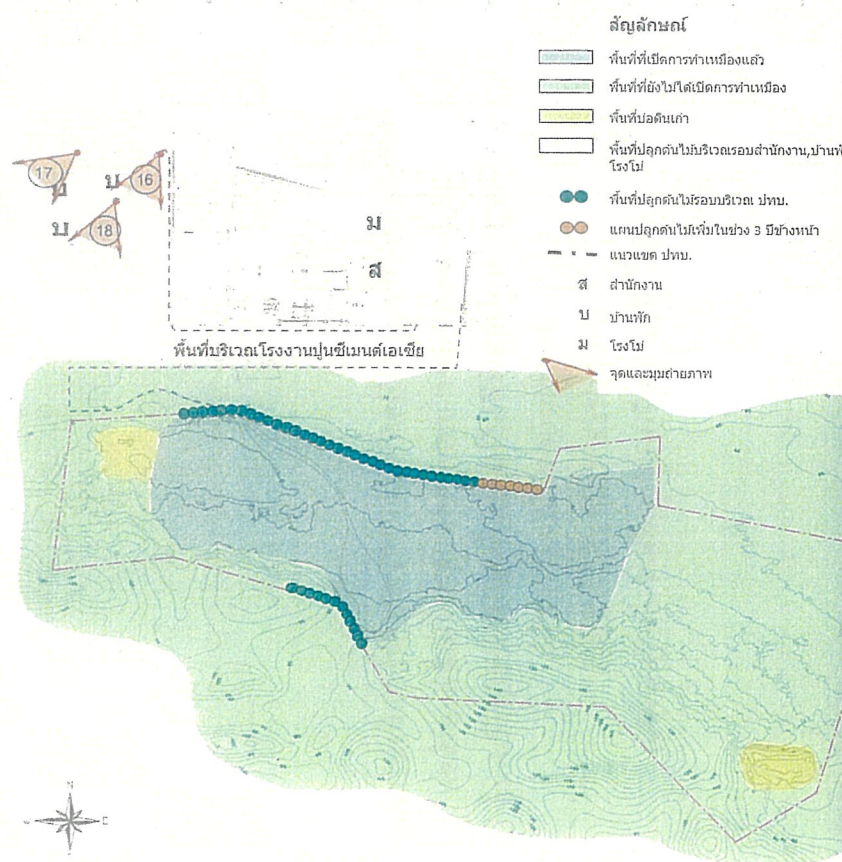 สัญลักษณ์
พื้นที่ที่เปิดการทำเหมืองแล้ว
พื้นที่ที่ยังไม่ได้เปิดการทำเหมือง
พื้นที่บ่อดินเก่า
พื้นที่ปลูกต้นไม้บริเวณรอบสำนักงาน,บ้านพั
โรงโม่
พื้นที่ปลูกต้นไม้รอบบริเวณ ปทบ.
แผนปลูกต้นไม้เพิ่มในช่วง 3 ปีข้างหน้า
แนวเขต ปทบ.
ส สำนักงาน
บ บ้านพัก
ม โรงโม่
จุดและมุมถ่ายภาพ
17
บ
บ
16
บ
18
ม
ส
พื้นที่บริเวณโรงงานปูนซีเมนต์เอเซีย
N
E